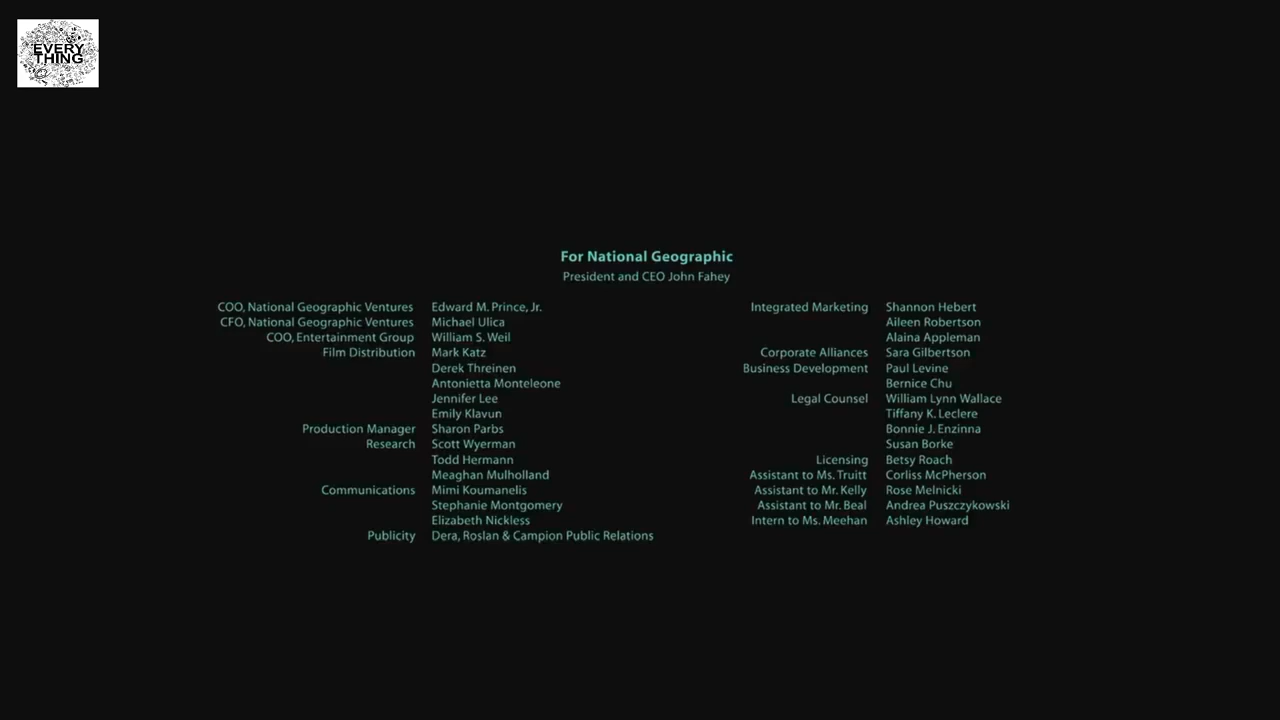 EVERY
THING
For National Geographic
President and CEO John Fahey
COO, National Geographic Ventures Edward M. Prince, Jr.
CFO, National Geographic Ventures Michael Ulica
COO, Entertainment Group William S. Weil
Film Distribution Mark Katz
Derek Threinen
Antonietta Monteleone
Jennifer Lee
Emily Klavun
Production Manager Sharon Parbs
Research Scott Wyerman
Todd Hermann
Meaghan Mulholland
Communications Mimi Koumanelis
Stephanie Montgomery
Elizabeth Nickless
Publicity Dera, Roslan & Campion Public Relations
Integrated Marketing Shannon Hebert
Aileen Robertson
Alaina Appleman
Corporate Alliances Sara Gilbertson
Business Development Paul Levine
Bernice Chu
Legal Counsel William Lynn Wallace
Tiffany K. Leclere
Bonnie J. Enzinna
Susan Borke
Licensing Betsy Roach
Assistant to Ms. Truitt Corliss McPherson
Assistant to Mr. Kelly Rose Melnicki
Assistant to Mr. Beal Andrea Puszczykowski
Intern to Ms. Meehan Ashley Howard